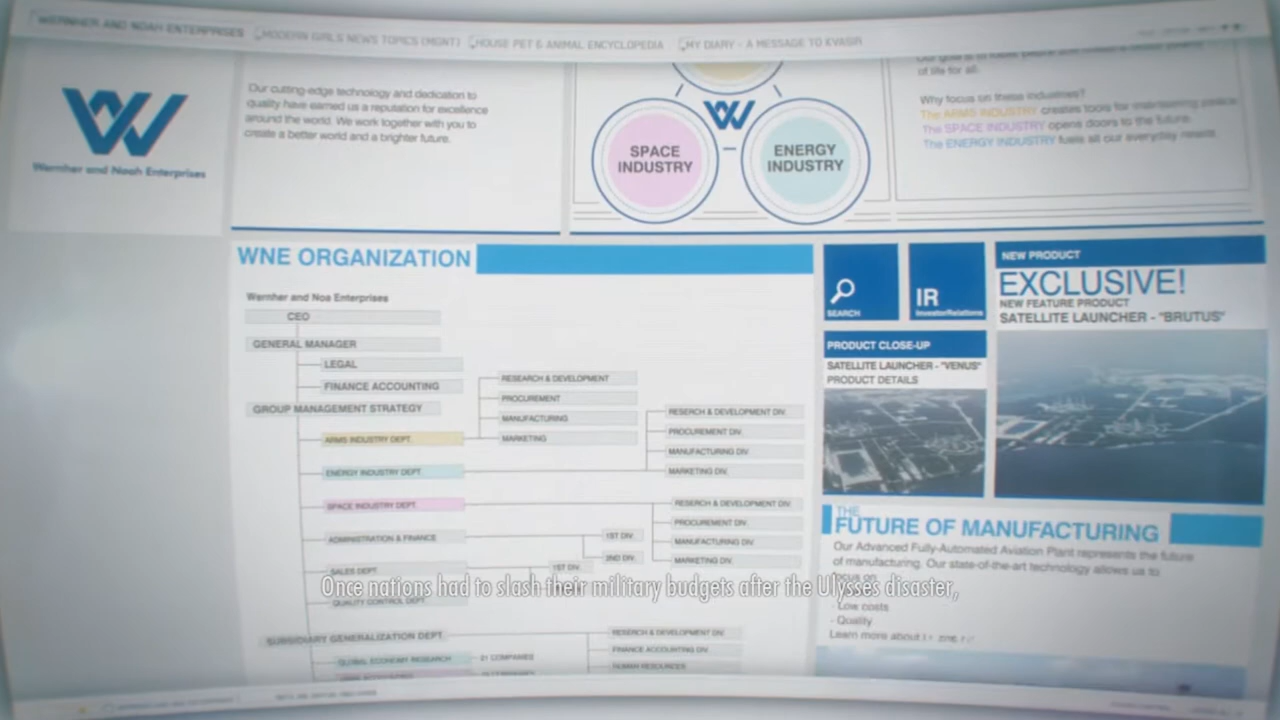 WERNHER AND NOAH ENTERPRISES
MODERN GIRLS NEWS TOPICS (MGNT)
HOUSE PET & ANIMAL ENCYCLOPEDIA
MY DIARY - A MESSAGE TO KVASIR
W
Wernher and Noah Enterprises
Our cutting-edge technology and dedication to
quality have earned us a reputation for excellence
around the world. We work together with you to
create a better world and a brighter future.
SPACE
INDUSTRY
ENERGY
INDUSTRY
of life for all.
Why focus on these industries?
The ARMS INDUSTRY creates tools for maintaining peace.
The SPACE INDUSTRY opens doors to the future.
The ENERGY INDUSTRY fuels all our everyday needs.
WNE ORGANIZATION
Wernher and Noa Enterprises
CEO
GENERAL MANAGER
LEGAL
FINANCE ACCOUNTING
GROUP MANAGEMENT STRATEGY
ARMS INDUSTRY DEPT.
RESEARCH & DEVELOPMENT
PROCUREMENT
MANUFACTURING
MARKETING
ENERGY INDUSTRY DEPT.
RESERCH & DEVELOPMENT DIV.
PROCUREMENT DIV.
MANUFACTURING DIV.
MARKETING DIV.
SPACE INDUSTRY DEPT.
RESERCH & DEVELOPMENT DIV.
PROCUREMENT DIV.
MANUFACTURING DIV.
MARKETING DIV.
ADMINISTRATION & FINANCE
1ST DIV.
2ND DIV.
SALES DEPT.
1ST DIV.
QUALITY CONTROL DEPT.
SUBSIDIARY GENERALIZATION DEPT.
RESERCH & DEVELOPMENT DIV.
FINANCE ACCOUNTING DIV.
HUMAN RESOURCES
GLOBAL ECONOMY RESEARCH
21 COMPANIES
SEARCH
IR
InvestorRelations
NEW PRODUCT
EXCLUSIVE!
NEW FEATURE PRODUCT
SATELLITE LAUNCHER - "BRUTUS"
PRODUCT CLOSE-UP
SATELLITE LAUNCHER - "VENUS"
PRODUCT DETAILS
THE
FUTURE OF MANUFACTURING
Our Advanced Fully-Automated Aviation Plant represents the future
of manufacturing. Our state-of-the-art technology allows us to
focus on:
- Low costs
- Quality
Learn more about
Once nations had to slash their military budgets after the Ulysses disaster,